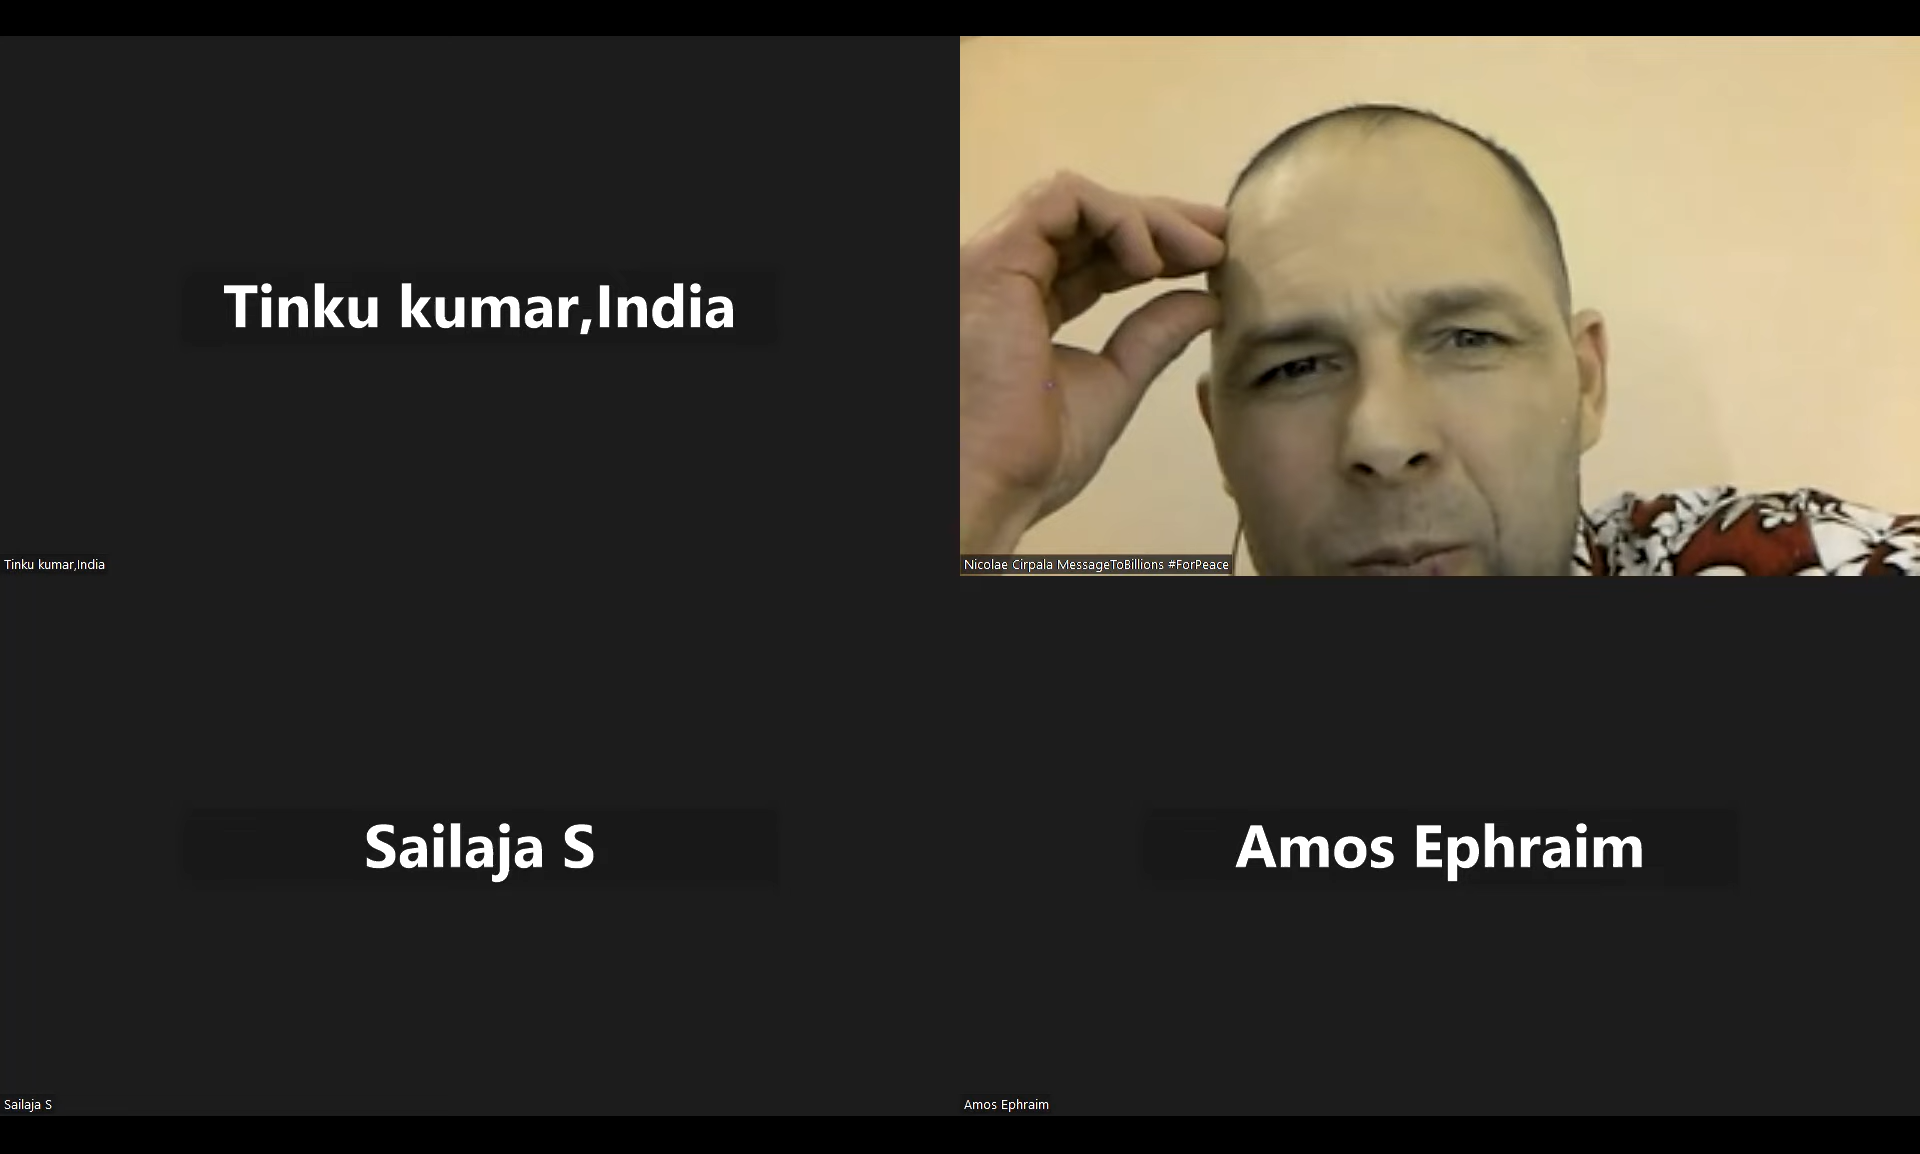 Tinku kumar,India
Tinku kumar,India
Nicolae Cirpala MessageToBillions #ForPeace
Sailaja S
Amos Ephraim
Sailaja S
Amos Ephraim